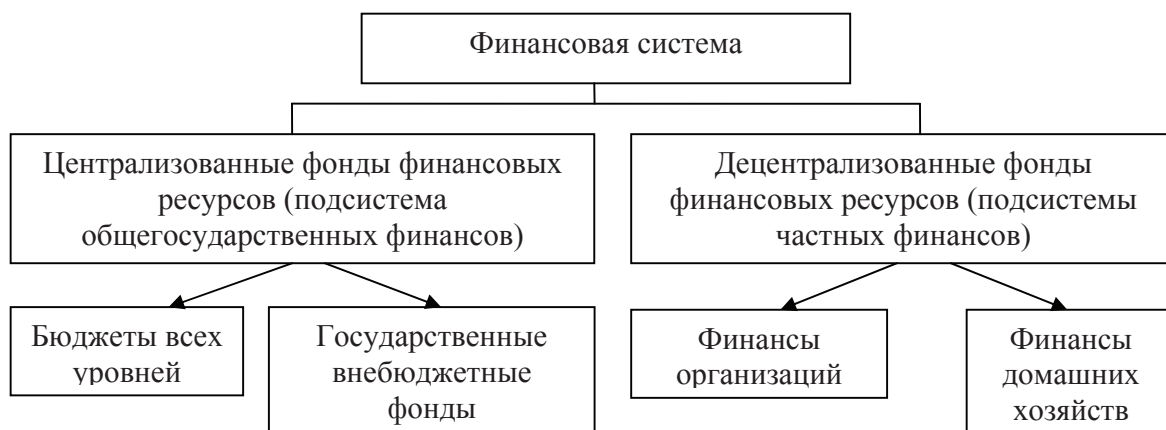 Финансовая система
Централизованные фонды финансовых
ресурсов (подсистема
общегосударственных финансов)
Децентрализованные фонды
финансовых ресурсов (подсистемы
частных финансов)
Бюджеты всех
уровней
Государственные
внебюджетные
фонды
Финансы
организаций
Финансы
домашних
хозяйств